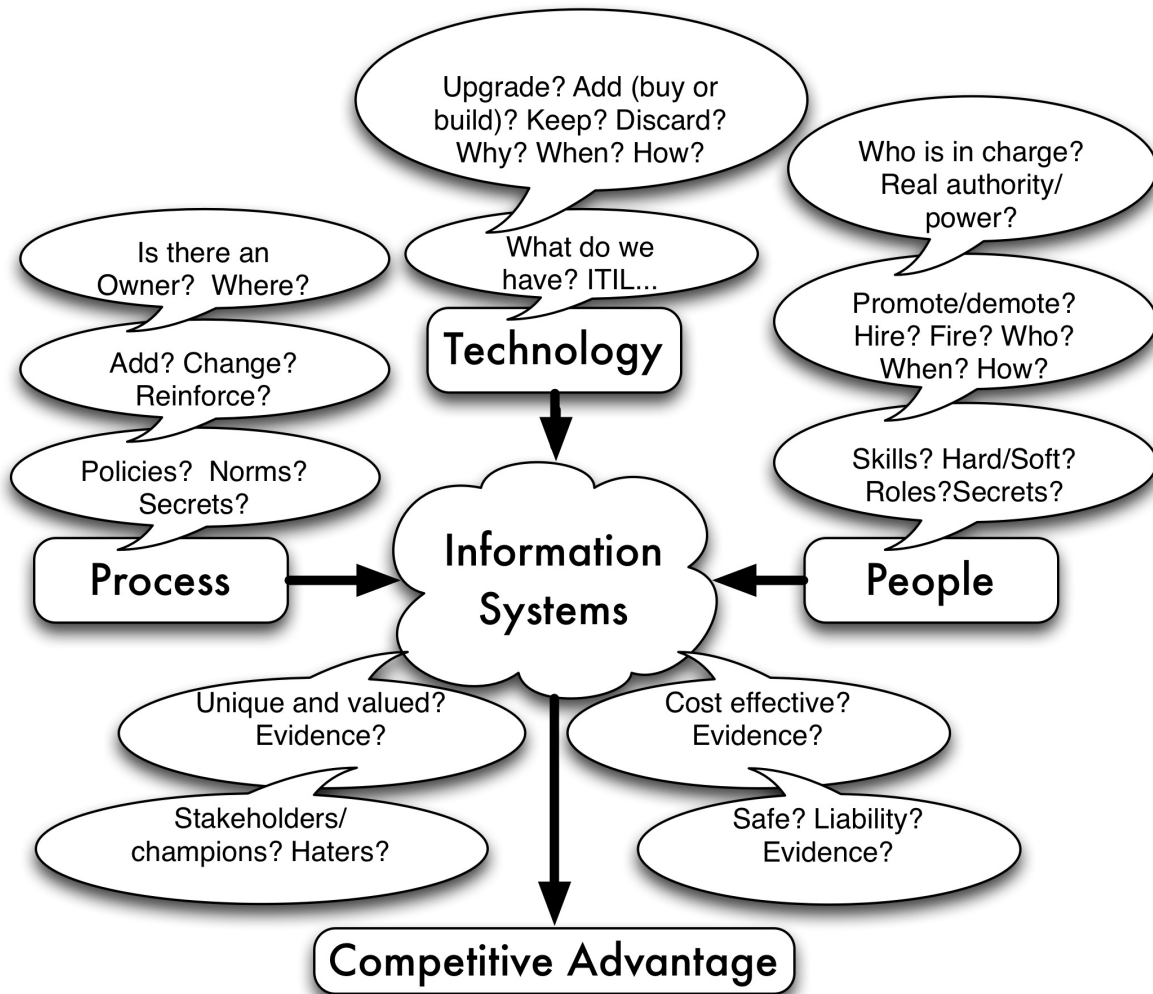 Upgrade? Add (buy or
build)? Keep? Discard?
Why? When? How?
What do we
have? ITIL...
Technology
Is there an
Owner? Where?
Add? Change?
Reinforce?
Policies? Norms?
Secrets?
Process
Who is in charge?
Real authority/
power?
Promote/demote?
Hire? Fire? Who?
When? How?
Skills? Hard/Soft?
Roles?Secrets?
People
Information
Systems
Unique and valued?
Evidence?
Stakeholders/
champions? Haters?
Cost effective?
Evidence?
Safe? Liability?
Evidence?
Competitive Advantage